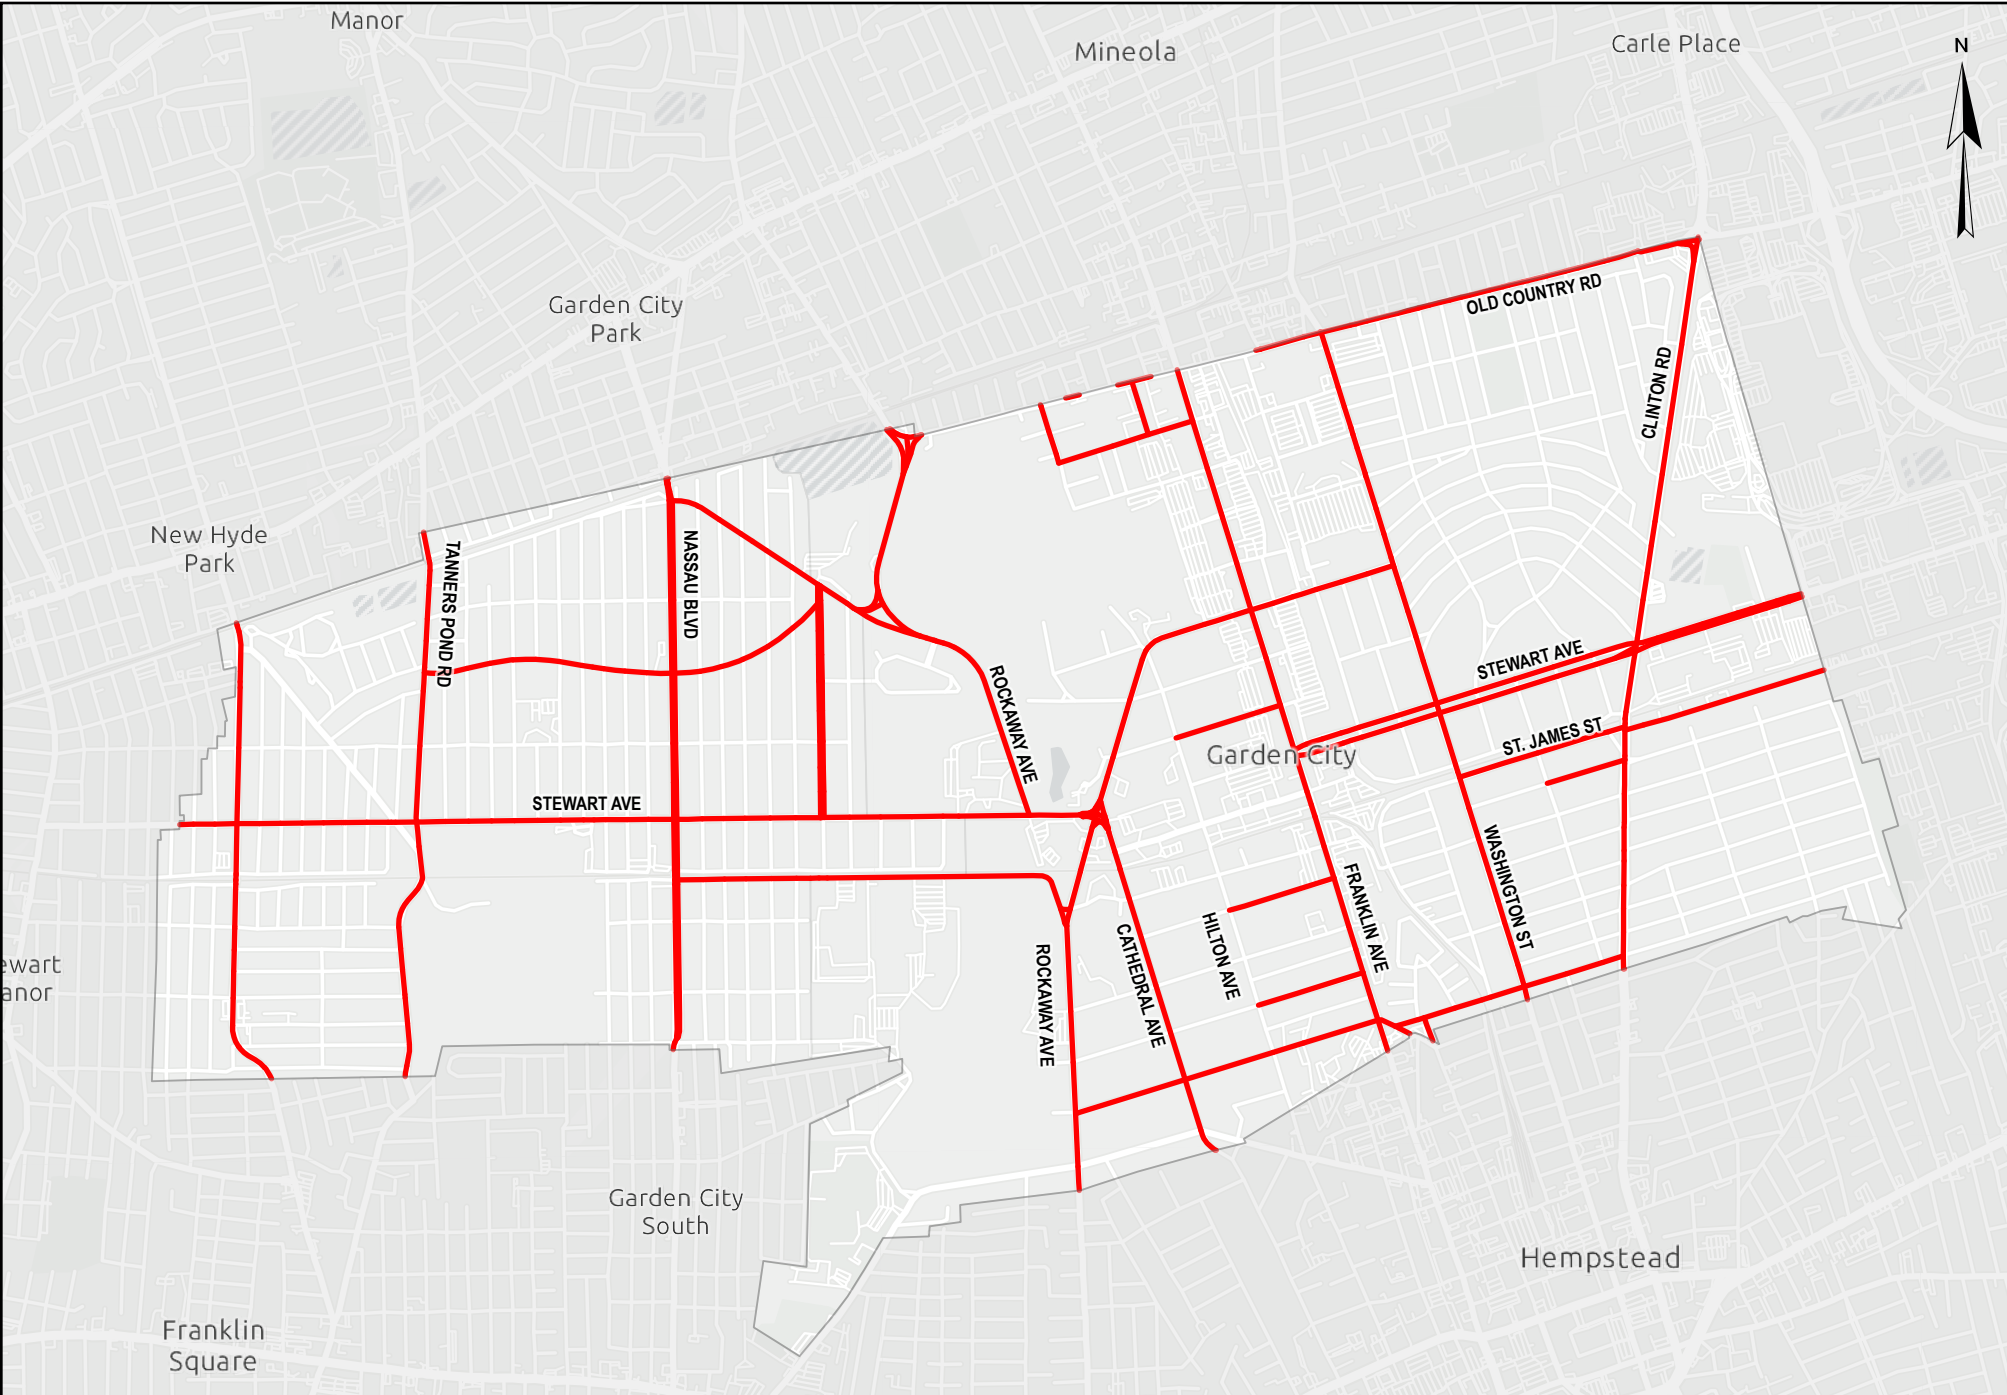 Manor
Mineola
Carle Place
N
Garden City
Park
OLD COUNTRY RD
CLINTON RD
New Hyde
Park
TANNERS POND RD
NASSAU BLVD
ROCKAWAY AVE
STEWART AVE
Garden City
ST. JAMES ST
STEWART AVE
WASHINGTON ST
FRANKLIN AVE
HILTON AVE
CATHEDRAL AVE
ROCKAWAY AVE
ewart
anor
Garden City
South
Hempstead
Franklin
Square